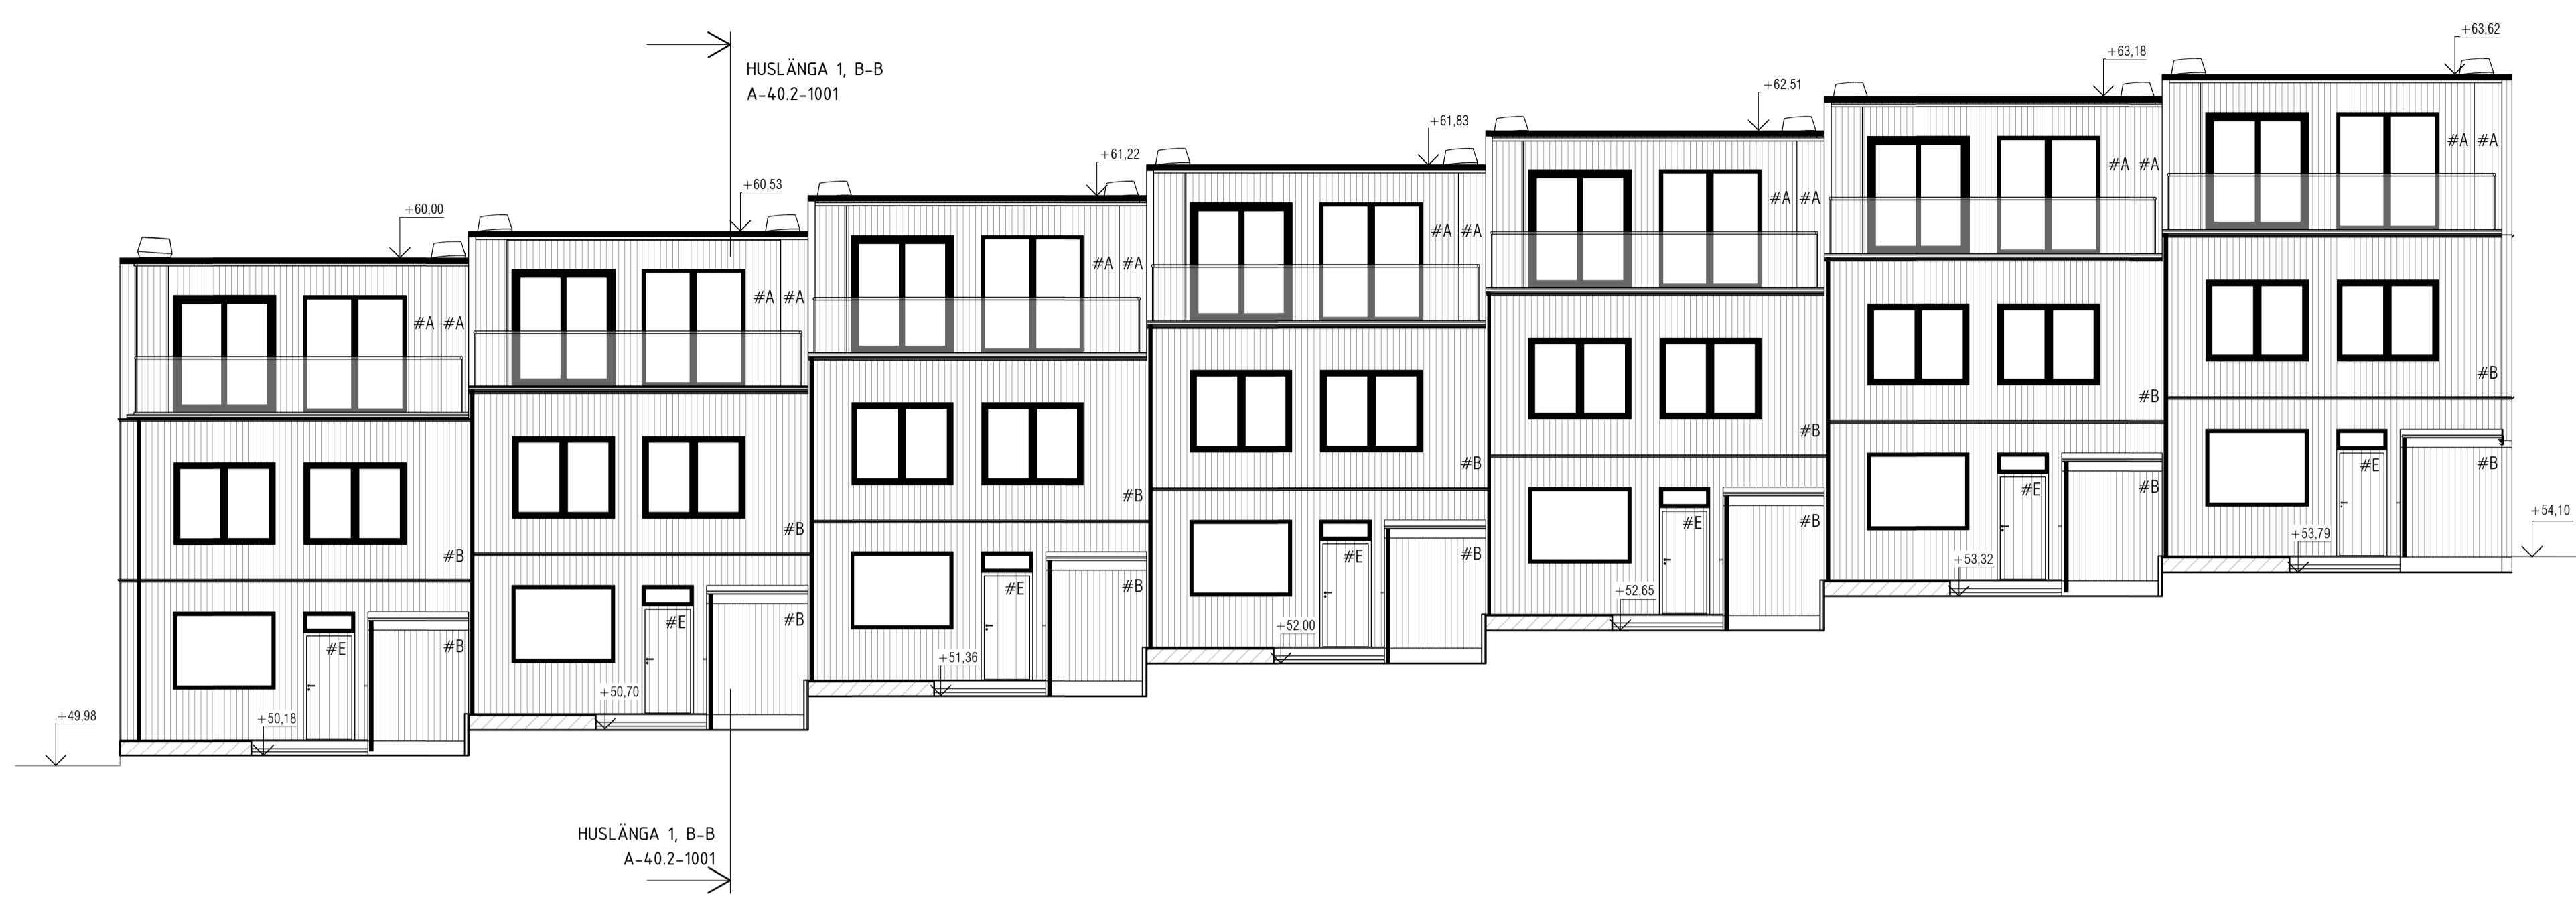 +63,62
+63,18
HUSLÄNGA 1, B-B
A-40.2-1001
+62,51
+61,83
+61,22
+60,53
+60,00
#A #A
#A #A
#A #A
#A #A
#A #A
#A #A
#A #A
#B
#B
#B
#B
#B
#B
#B
#E
#B
#E
#B
#E
#B
#E
#B
#E
#B
#E
#B
#E
#B
+54,10
+53,79
+53,32
+52,65
+52,00
+51,36
+50,70
+50,18
+49,98
HUSLÄNGA 1, B-B
A-40.2-1001